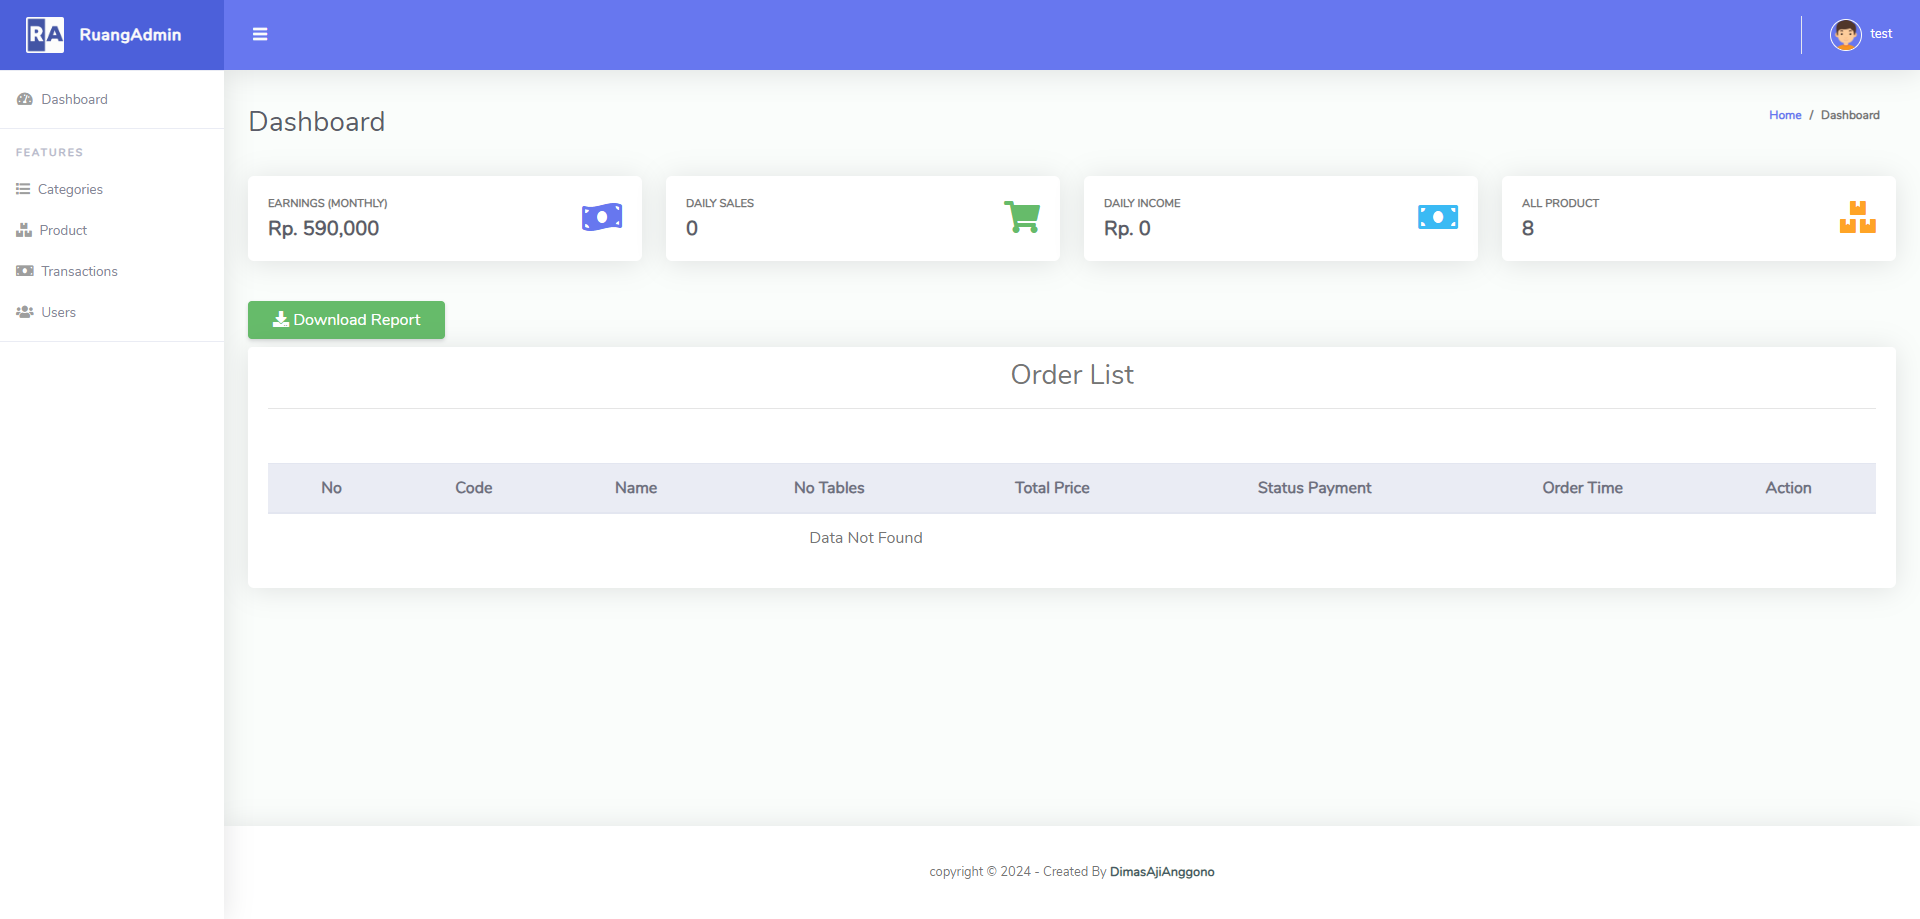 RA RuangAdmin
test
Dashboard
FEATURES
Categories
Product
Transactions
Users
Dashboard
Home / Dashboard
EARNINGS (MONTHLY)
Rp. 590,000
DAILY SALES
0
DAILY INCOME
Rp. 0
ALL PRODUCT
8
Download Report
Order List
No Code Name No Tables Total Price Status Payment Order Time Action
Data Not Found
copyright © 2024 - Created By DimasAjiAnggono